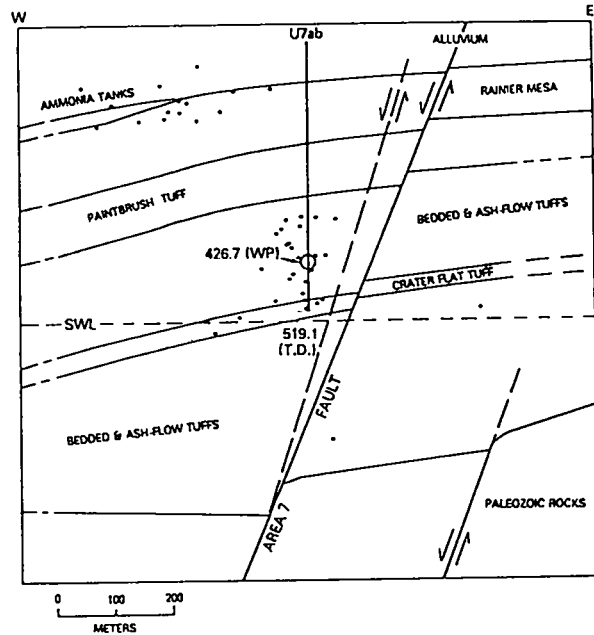 W
E
U7ab
ALLUVIUM
AMMONIA TANKS
RAINIER MESA
PAINTBRUSH TUFF
BEDDED & ASH-FLOW TUFFS
426.7 (WP)
CRATER FLAT TUFF
SWL
519.1
(T.D.)
FAULT
BEDDED & ASH-FLOW TUFFS
AREA 7
PALEOZOIC ROCKS
0 100 200
METERS